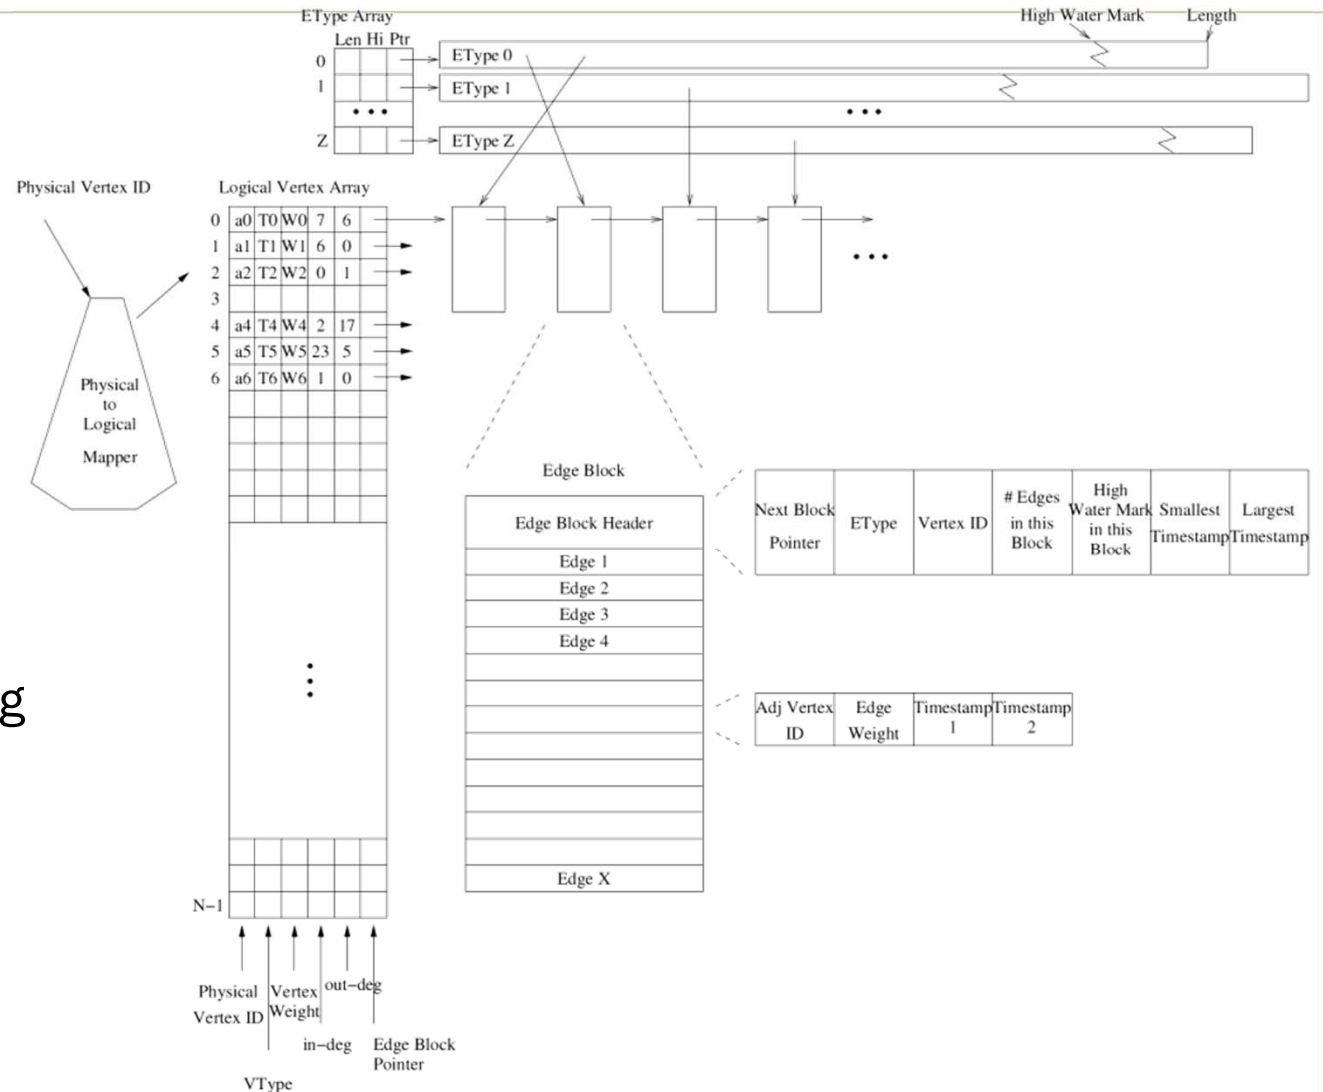 EType Array
High Water Mark
Length
Len Hi Ptr
0
EType 0
1
EType 1
Z
EType Z
Physical Vertex ID
Logical Vertex Array
0 a0 T0 W0 7 6
1 a1 T1 W1 6 0
2 a2 T2 W2 0 1
3
4 a4 T4 W4 2 17
5 a5 T5 W5 23 5
6 a6 T6 W6 1 0
Physical
to
Logical
Mapper
Edge Block
Edge Block Header
Edge 1
Edge 2
Edge 3
Edge 4
Edge X
Next Block
Pointer
EType
Vertex ID
# Edges
in this
Block
High
Water Mark
in this
Block
Smallest
Timestamp
Largest
Timestamp
g
Adj Vertex
ID
Edge
Weight
Timestamp
1
Timestamp
2
N−1
Physical
Vertex ID
VType
Vertex
Weight
in−deg
out−deg
Edge Block
Pointer